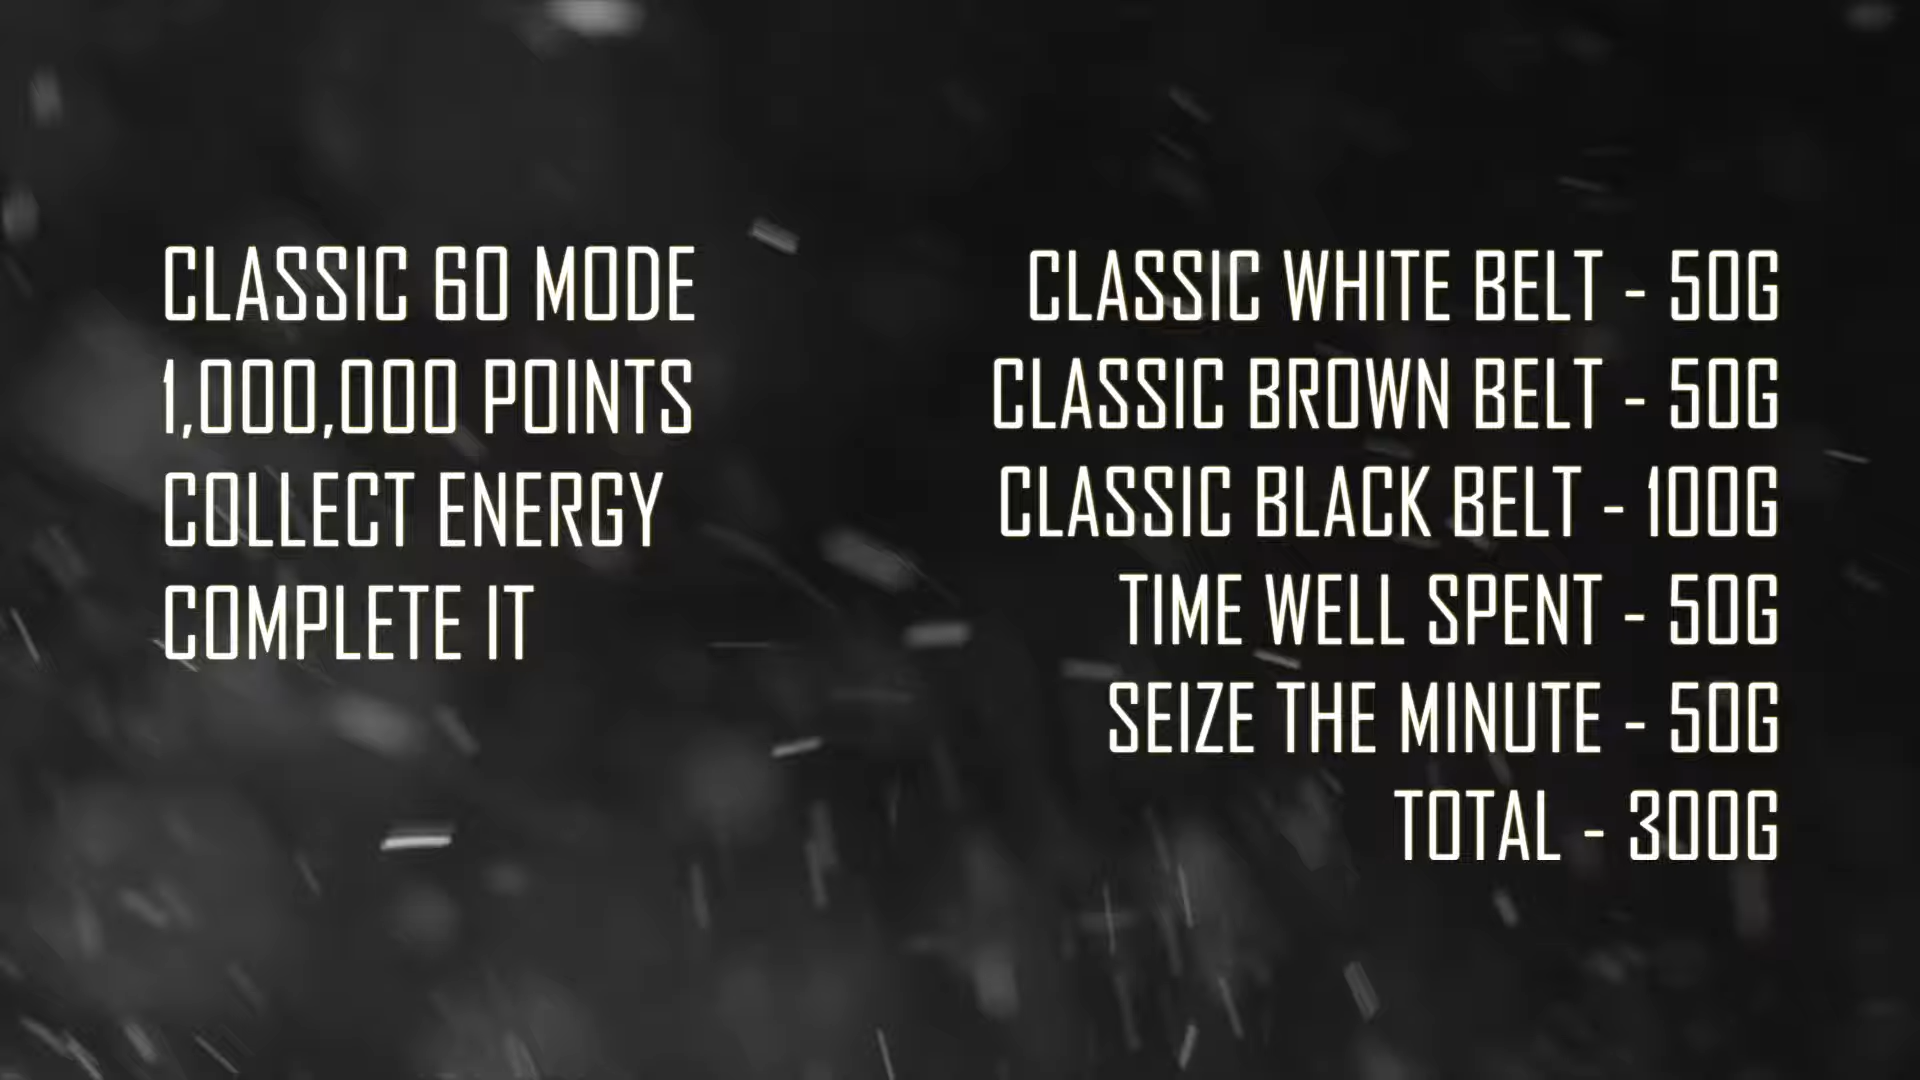 CLASSIC 60 MODE
1,000,000 POINTS
COLLECT ENERGY
COMPLETE IT
CLASSIC WHITE BELT - 50G
CLASSIC BROWN BELT - 50G
CLASSIC BLACK BELT - 100G
TIME WELL SPENT - 50G
SEIZE THE MINUTE - 50G
TOTAL - 300G